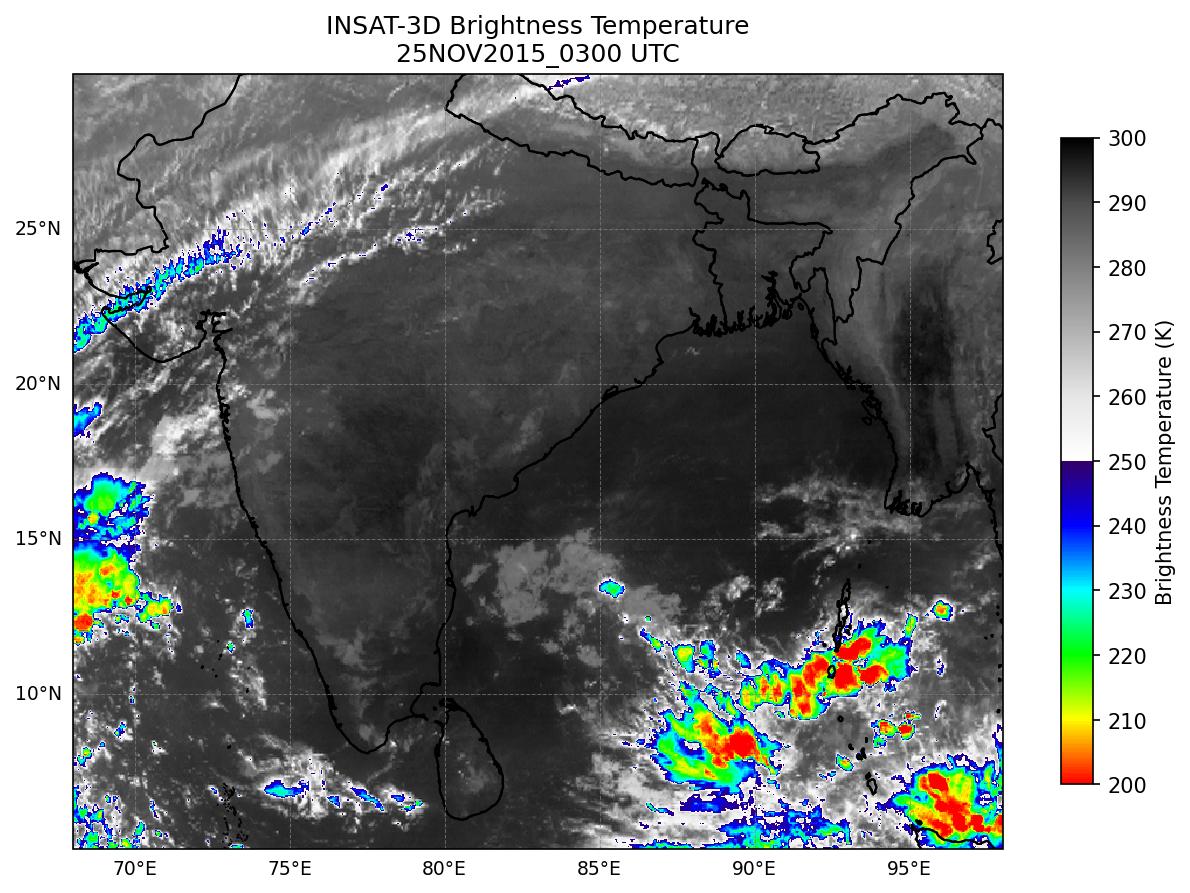 INSAT-3D Brightness Temperature
25NOV2015_0300 UTC
25°N
20°N
15°N
10°N
70°E
75°E
80°E
85°E
90°E
95°E
300
290
280
270
260
250
240
230
220
210
200
Brightness Temperature (K)